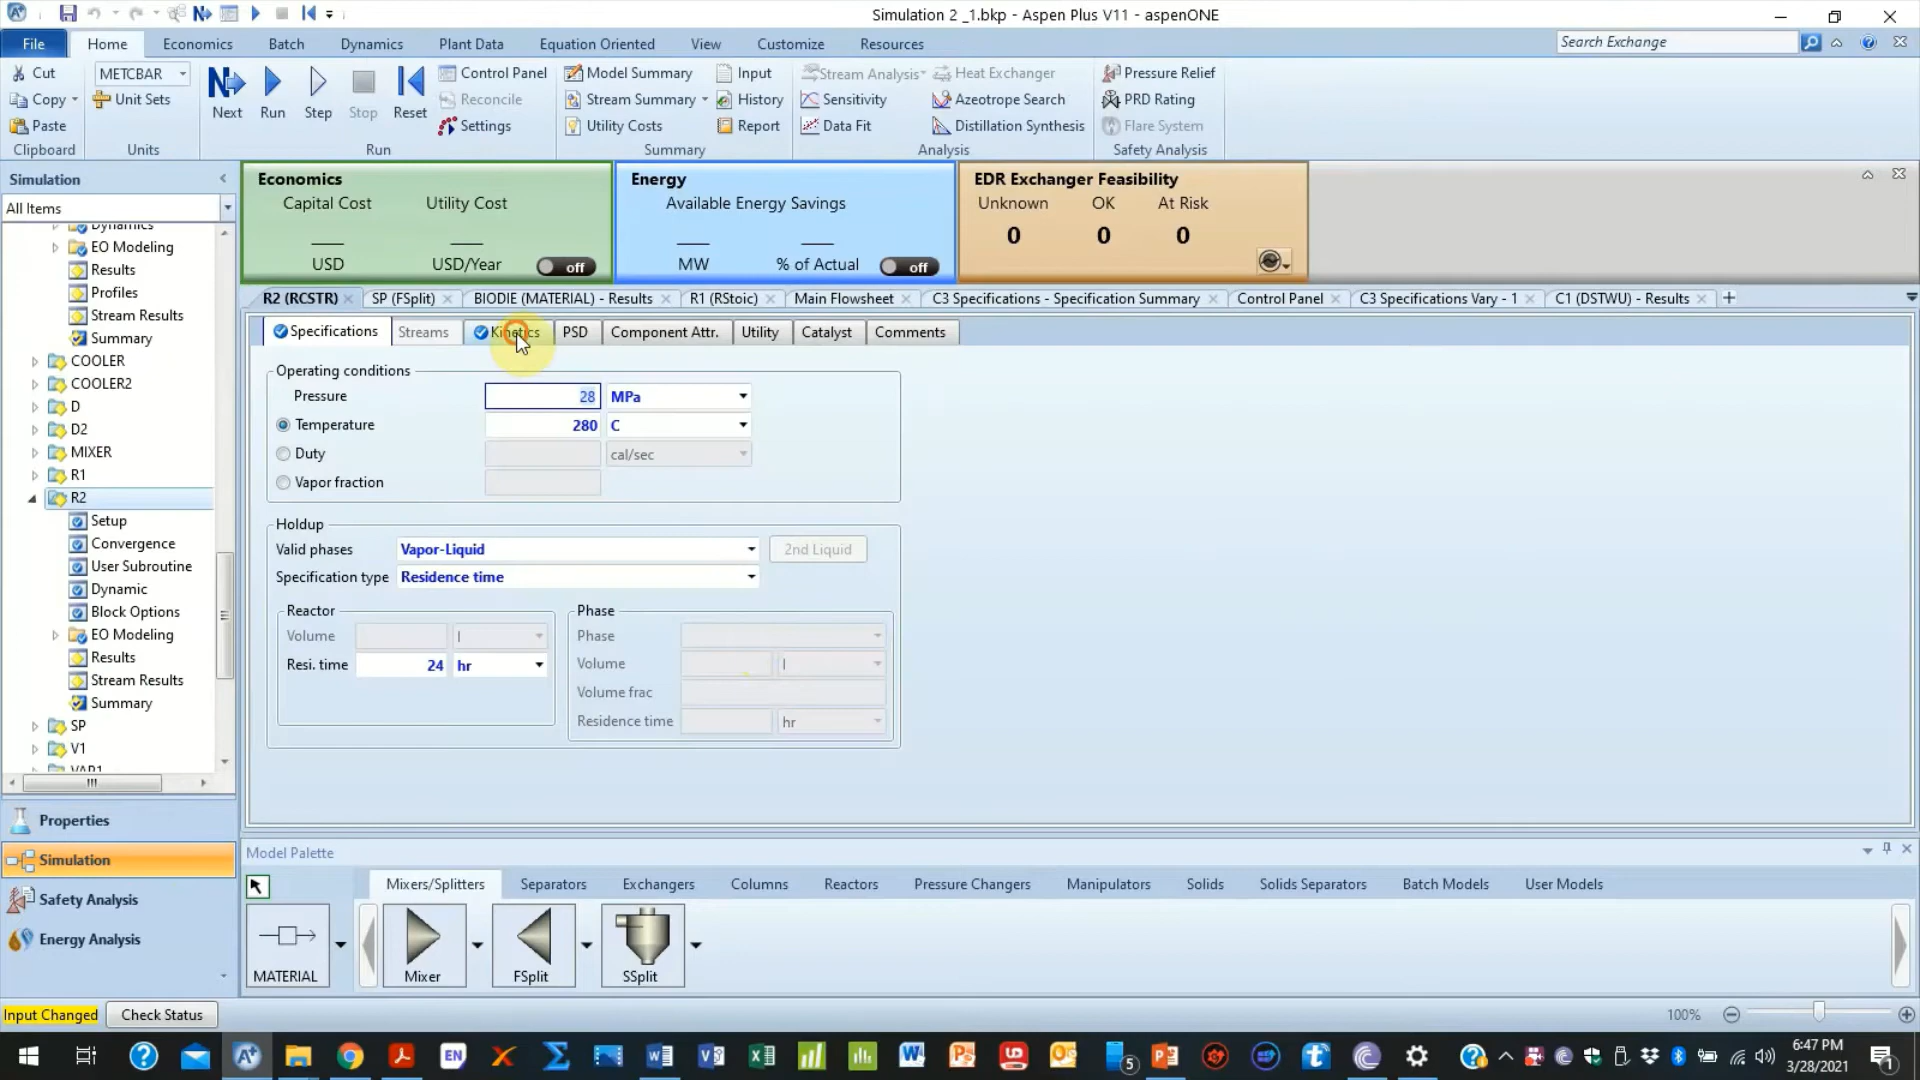 Simulation 2 _1.bkp - Aspen Plus V11 - aspenONE
File Home Economics Batch Dynamics Plant Data Equation Oriented View Customize Resources Search Exchange
Cut METCBAR Next Run Step Stop Reset Control Panel Model Summary Input Stream Analysis Heat Exchanger Pressure Relief
Copy Unit Sets Reconcile Stream Summary History Sensitivity Azeotrope Search PRD Rating
Paste Settings Utility Costs Report Data Fit Distillation Synthesis Flare System
Clipboard Units Run Summary Analysis Safety Analysis
Simulation
All Items
Dynamics
EO Modeling
Results
Profiles
Stream Results
Summary
COOLER
COOLER2
D
D2
MIXER
R1
R2
Setup
Convergence
User Subroutine
Dynamic
Block Options
EO Modeling
Results
Stream Results
Summary
SP
V1
VAP1
Properties
Simulation
Safety Analysis
Energy Analysis
Economics
Capital Cost Utility Cost
USD USD/Year off
Energy
Available Energy Savings
MW % of Actual off
EDR Exchanger Feasibility
Unknown OK At Risk
0 0 0
R2 (RCSTR) SP (FSplit) BIODIE (MATERIAL) - Results R1 (RStoic) Main Flowsheet C3 Specifications - Specification Summary Control Panel C3 Specifications Vary - 1 C1 (DSTWU) - Results
Specifications Streams Kinetics PSD Component Attr. Utility Catalyst Comments
Operating conditions
Pressure 28 MPa
Temperature 280 C
Duty cal/sec
Vapor fraction
Holdup
Valid phases Vapor-Liquid 2nd Liquid
Specification type Residence time
Reactor
Volume l
Resi. time 24 hr
Phase
Phase
Volume l
Volume frac
Residence time hr
Model Palette
Mixers/Splitters Separators Exchangers Columns Reactors Pressure Changers Manipulators Solids Solids Separators Batch Models User Models
MATERIAL Mixer FSplit SSplit
Input Changed Check Status 100%
EN
5
6:47 PM
3/28/2021
1